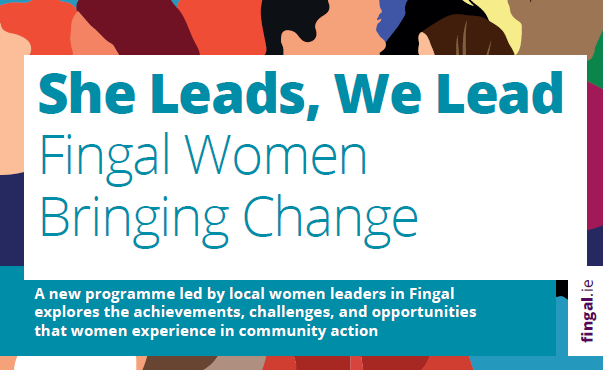 She Leads, We Lead
Fingal Women
Bringing Change
A new programme led by local women leaders in Fingal
explores the achievements, challenges, and opportunities
that women experience in community action
fingal.ie